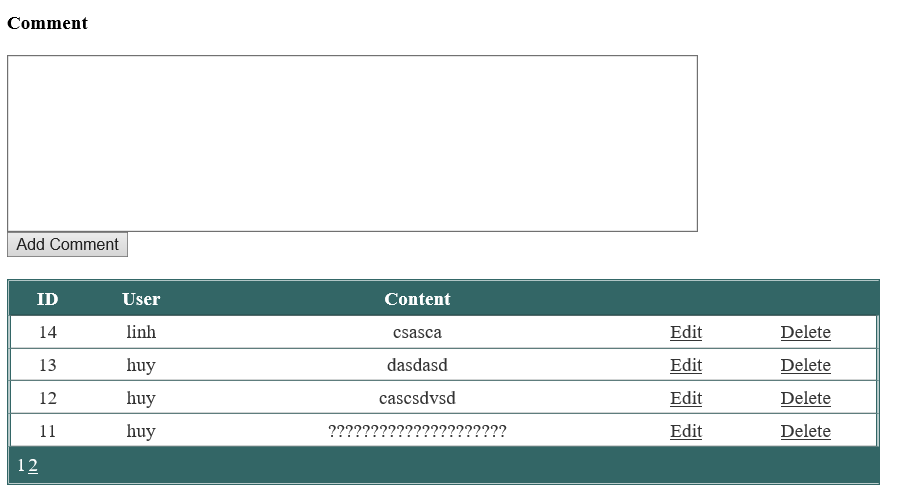 Comment
Add Comment
ID User Content
14 linh csasca Edit Delete
13 huy dasdasd Edit Delete
12 huy cascsdvsd Edit Delete
11 huy ????????????????????? Edit Delete
1 2